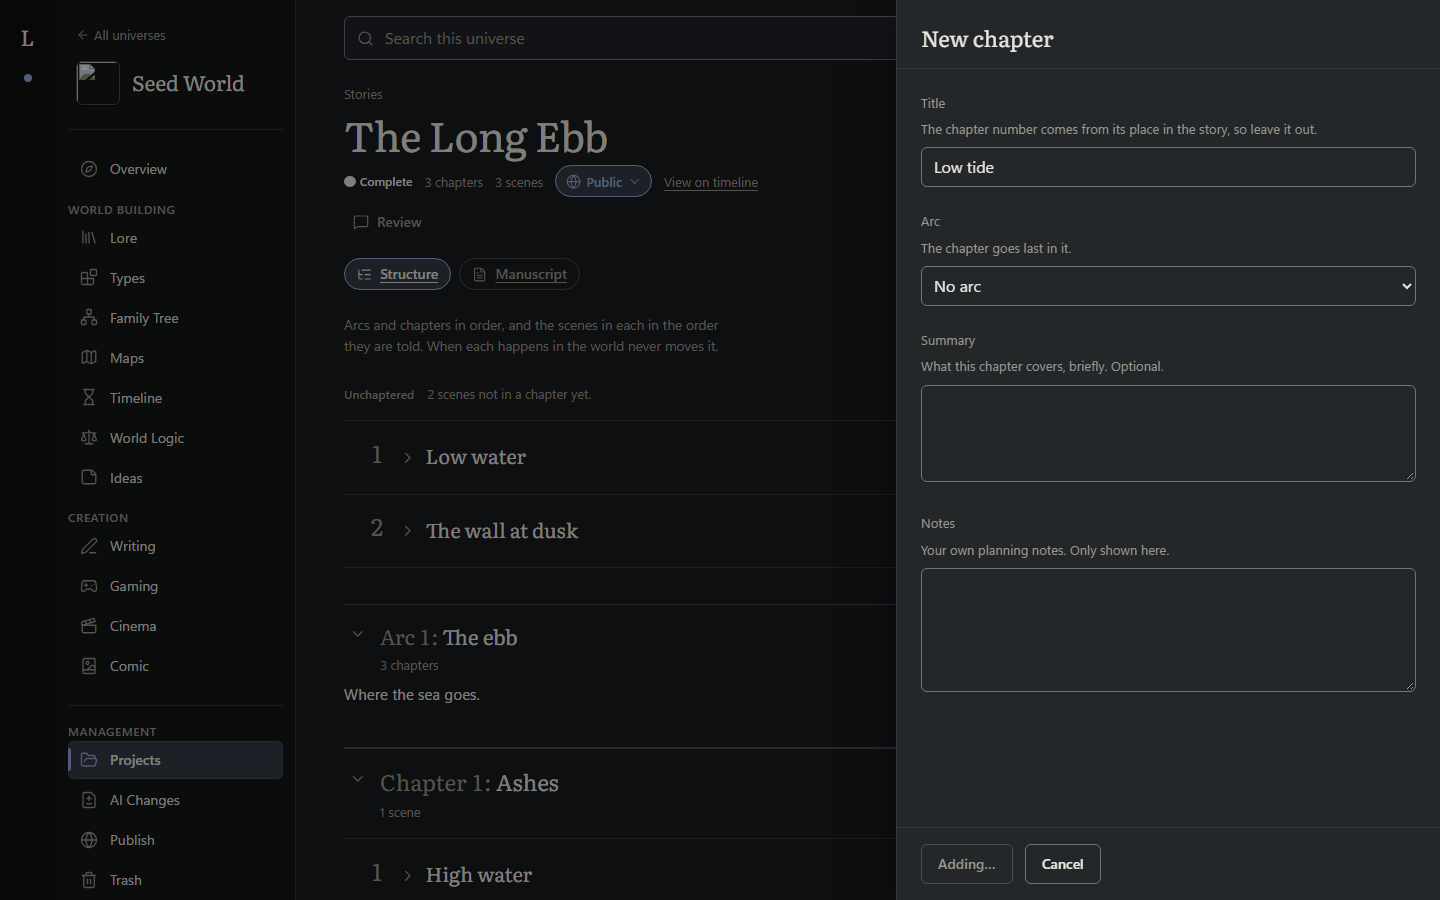 L
All universes
Seed World
Overview
WORLD BUILDING
Lore
Types
Family Tree
Maps
Timeline
World Logic
Ideas
CREATION
Writing
Gaming
Cinema
Comic
MANAGEMENT
Projects
AI Changes
Publish
Trash
Search this universe
Stories
The Long Ebb
Complete 3 chapters 3 scenes Public View on timeline
Review
Structure Manuscript
Arcs and chapters in order, and the scenes in each in the order
they are told. When each happens in the world never moves it.
Unchaptered 2 scenes not in a chapter yet.
1 Low water
2 The wall at dusk
Arc 1: The ebb
3 chapters
Where the sea goes.
Chapter 1: Ashes
1 scene
1 High water
New chapter
Title
The chapter number comes from its place in the story, so leave it out.
Low tide
Arc
The chapter goes last in it.
No arc
Summary
What this chapter covers, briefly. Optional.
Notes
Your own planning notes. Only shown here.
Adding... Cancel